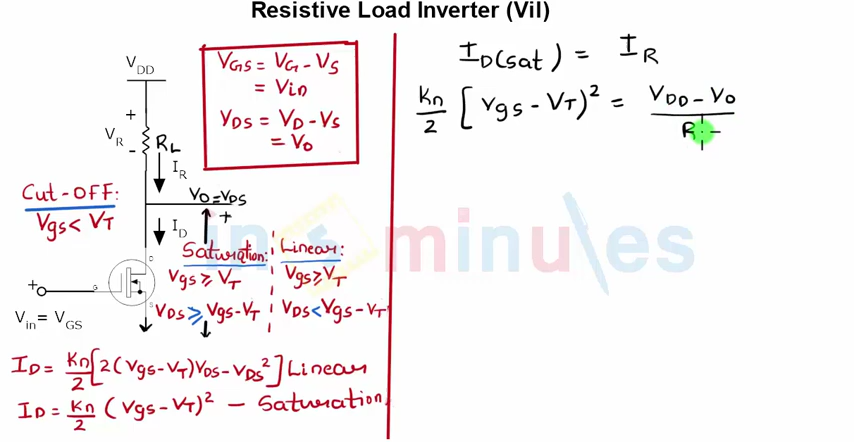 Resistive Load Inverter (Vil)
VDD
+
VR
-
RL
IR
VGS = VG - VS
= Vin
VDS = VD - VS
= VO
Cut-OFF:
Vgs < VT
VO = VDS
+
ID
Saturation:
Vgs ≥ VT
VDS ≥ Vgs - VT
Linear:
Vgs ≥ VT
VDS < Vgs - VT
+
G
D
S
Vin = VGS
ID = Kn/2 [2(Vgs - VT)VDS - VDS²] Linear
ID = Kn/2 (Vgs - VT)² - Saturation
ID(sat) = IR
Kn/2 [Vgs - VT)² = VDD - VO / R
in minutes